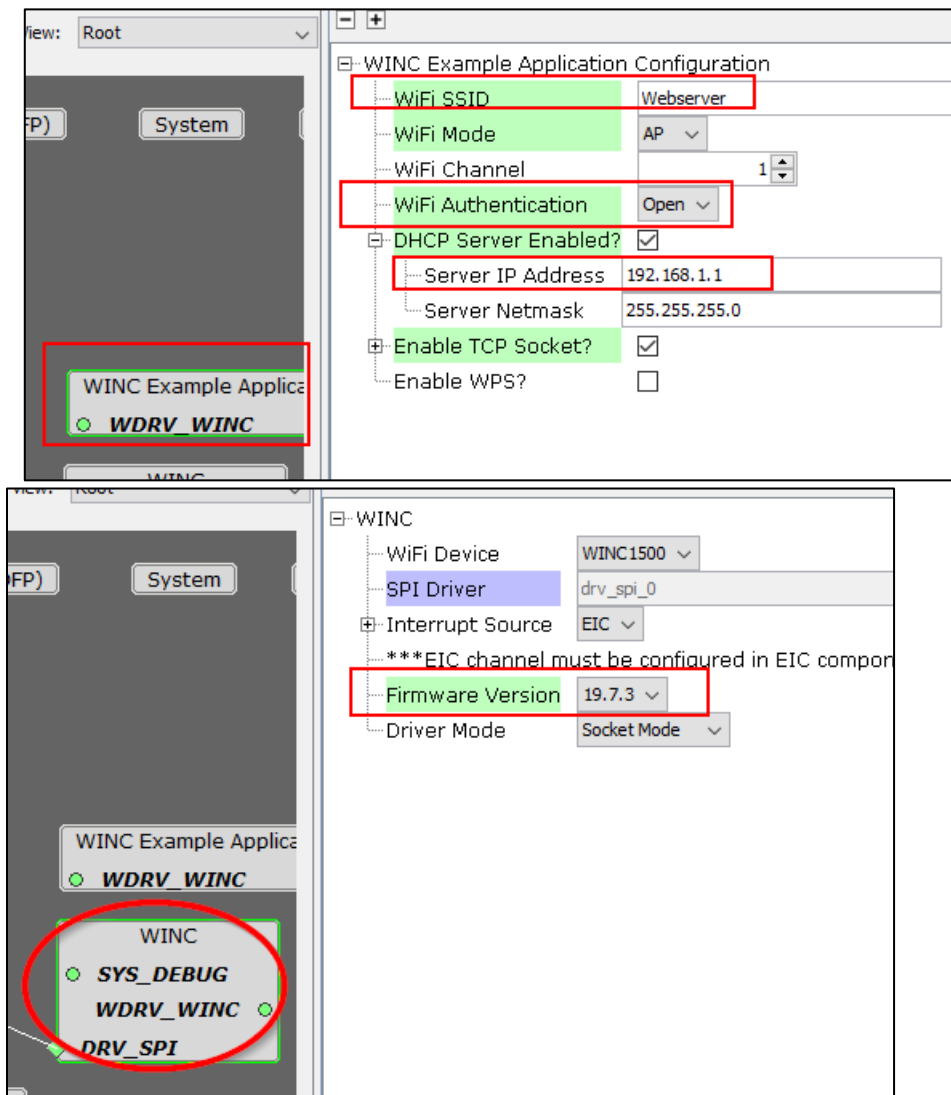 iew: Root
FP) System
WINC Example Applica
WDRV_WINC
WINC
WINC Example Application Configuration
WiFi SSID Webserver
WiFi Mode AP
WiFi Channel 1
WiFi Authentication Open
DHCP Server Enabled?
Server IP Address 192.168.1.1
Server Netmask 255.255.255.0
Enable TCP Socket?
Enable WPS?
View: Root
FP) System
WINC Example Applica
WDRV_WINC
WINC
SYS_DEBUG
WDRV_WINC
DRV_SPI
WINC
WiFi Device WINC1500
SPI Driver drv_spi_0
Interrupt Source EIC
***EIC channel must be configured in EIC compon
Firmware Version 19.7.3
Driver Mode Socket Mode